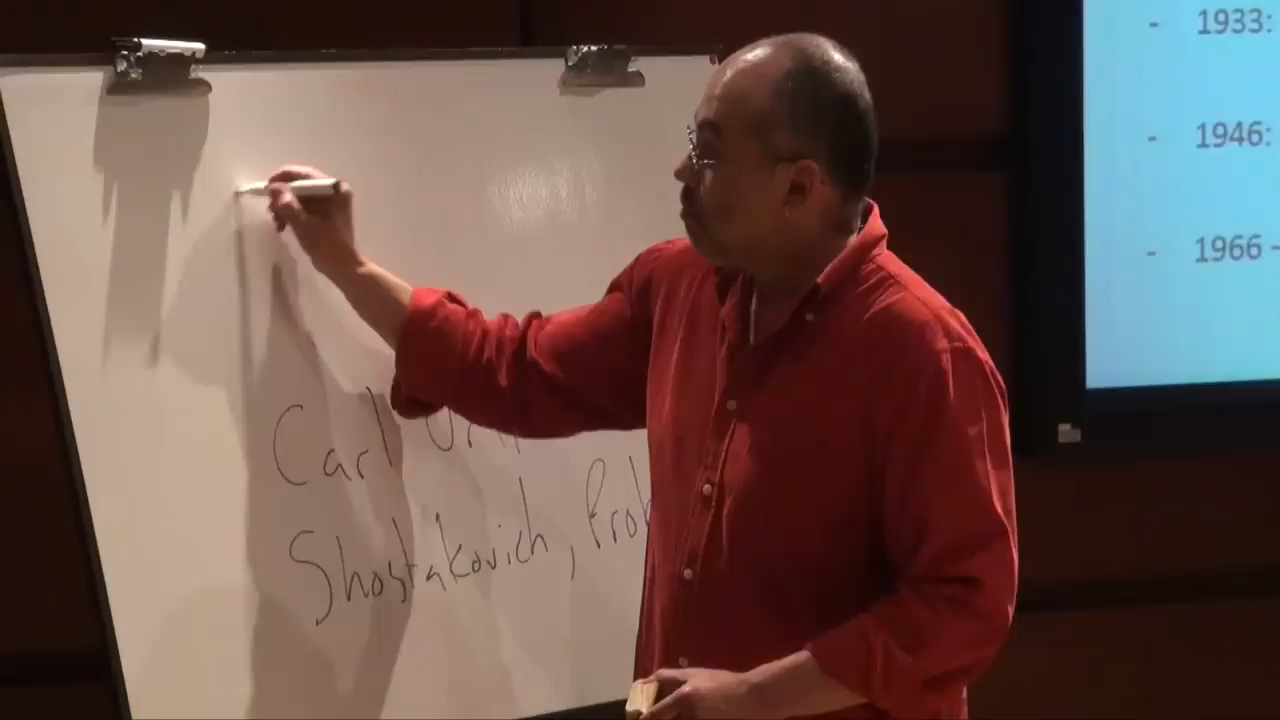 Carl
Shostakovich, Prok
- 1933:
- 1946:
- 1966 -